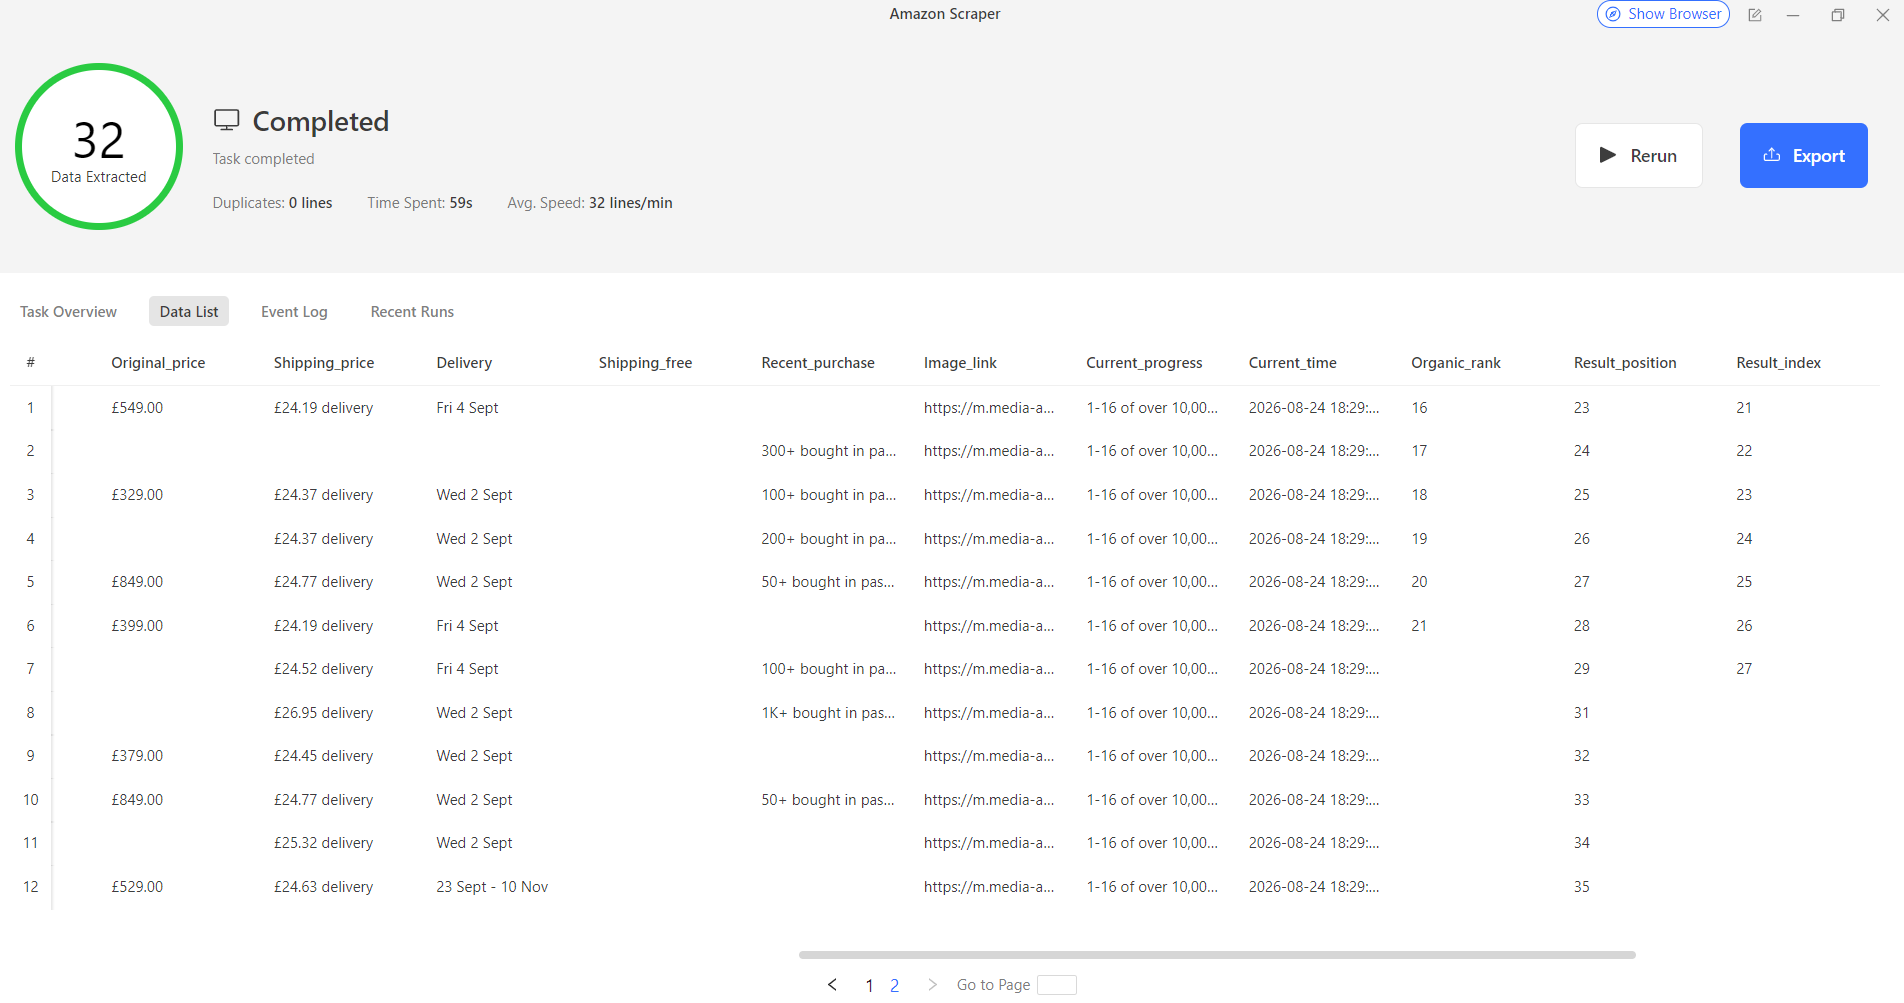 Amazon Scraper
Show Browser
32
Data Extracted
Completed
Task completed
Duplicates: 0 lines Time Spent: 59s Avg. Speed: 32 lines/min
Rerun
Export
Task Overview Data List Event Log Recent Runs
# Original_price Shipping_price Delivery Shipping_free Recent_purchase Image_link Current_progress Current_time Organic_rank Result_position Result_index
1 £549.00 £24.19 delivery Fri 4 Sept https://m.media-a... 1-16 of over 10,00... 2026-08-24 18:29:... 16 23 21
2 300+ bought in pa... https://m.media-a... 1-16 of over 10,00... 2026-08-24 18:29:... 17 24 22
3 £329.00 £24.37 delivery Wed 2 Sept 100+ bought in pa... https://m.media-a... 1-16 of over 10,00... 2026-08-24 18:29:... 18 25 23
4 £24.37 delivery Wed 2 Sept 200+ bought in pa... https://m.media-a... 1-16 of over 10,00... 2026-08-24 18:29:... 19 26 24
5 £849.00 £24.77 delivery Wed 2 Sept 50+ bought in pas... https://m.media-a... 1-16 of over 10,00... 2026-08-24 18:29:... 20 27 25
6 £399.00 £24.19 delivery Fri 4 Sept https://m.media-a... 1-16 of over 10,00... 2026-08-24 18:29:... 21 28 26
7 £24.52 delivery Fri 4 Sept 100+ bought in pa... https://m.media-a... 1-16 of over 10,00... 2026-08-24 18:29:... 29 27
8 £26.95 delivery Wed 2 Sept 1K+ bought in pas... https://m.media-a... 1-16 of over 10,00... 2026-08-24 18:29:... 31
9 £379.00 £24.45 delivery Wed 2 Sept https://m.media-a... 1-16 of over 10,00... 2026-08-24 18:29:... 32
10 £849.00 £24.77 delivery Wed 2 Sept 50+ bought in pas... https://m.media-a... 1-16 of over 10,00... 2026-08-24 18:29:... 33
11 £25.32 delivery Wed 2 Sept https://m.media-a... 1-16 of over 10,00... 2026-08-24 18:29:... 34
12 £529.00 £24.63 delivery 23 Sept - 10 Nov https://m.media-a... 1-16 of over 10,00... 2026-08-24 18:29:... 35
< 1 2 > Go to Page